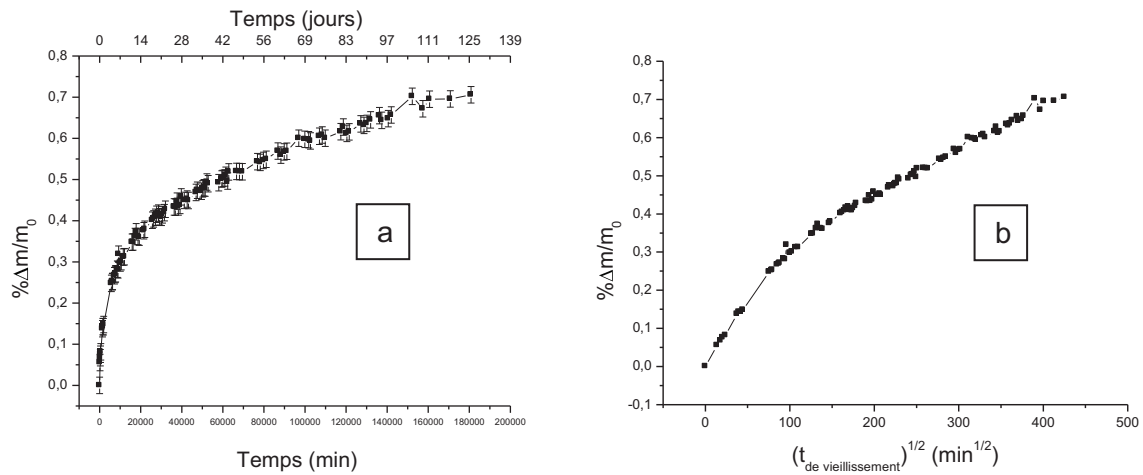 Temps (jours)
0 14 28 42 56 69 83 97 111 125 139
0,8
0,7
0,6
0,5
0,4
0,3
0,2
0,1
0,0
%Δm/m0
a
0 20000 40000 60000 80000 100000 120000 140000 160000 180000 200000
Temps (min)
0,8
0,7
0,6
0,5
0,4
0,3
0,2
0,1
0,0
-0,1
%Δm/m0
b
0 100 200 300 400 500
(t de vieillissement)1/2 (min1/2)